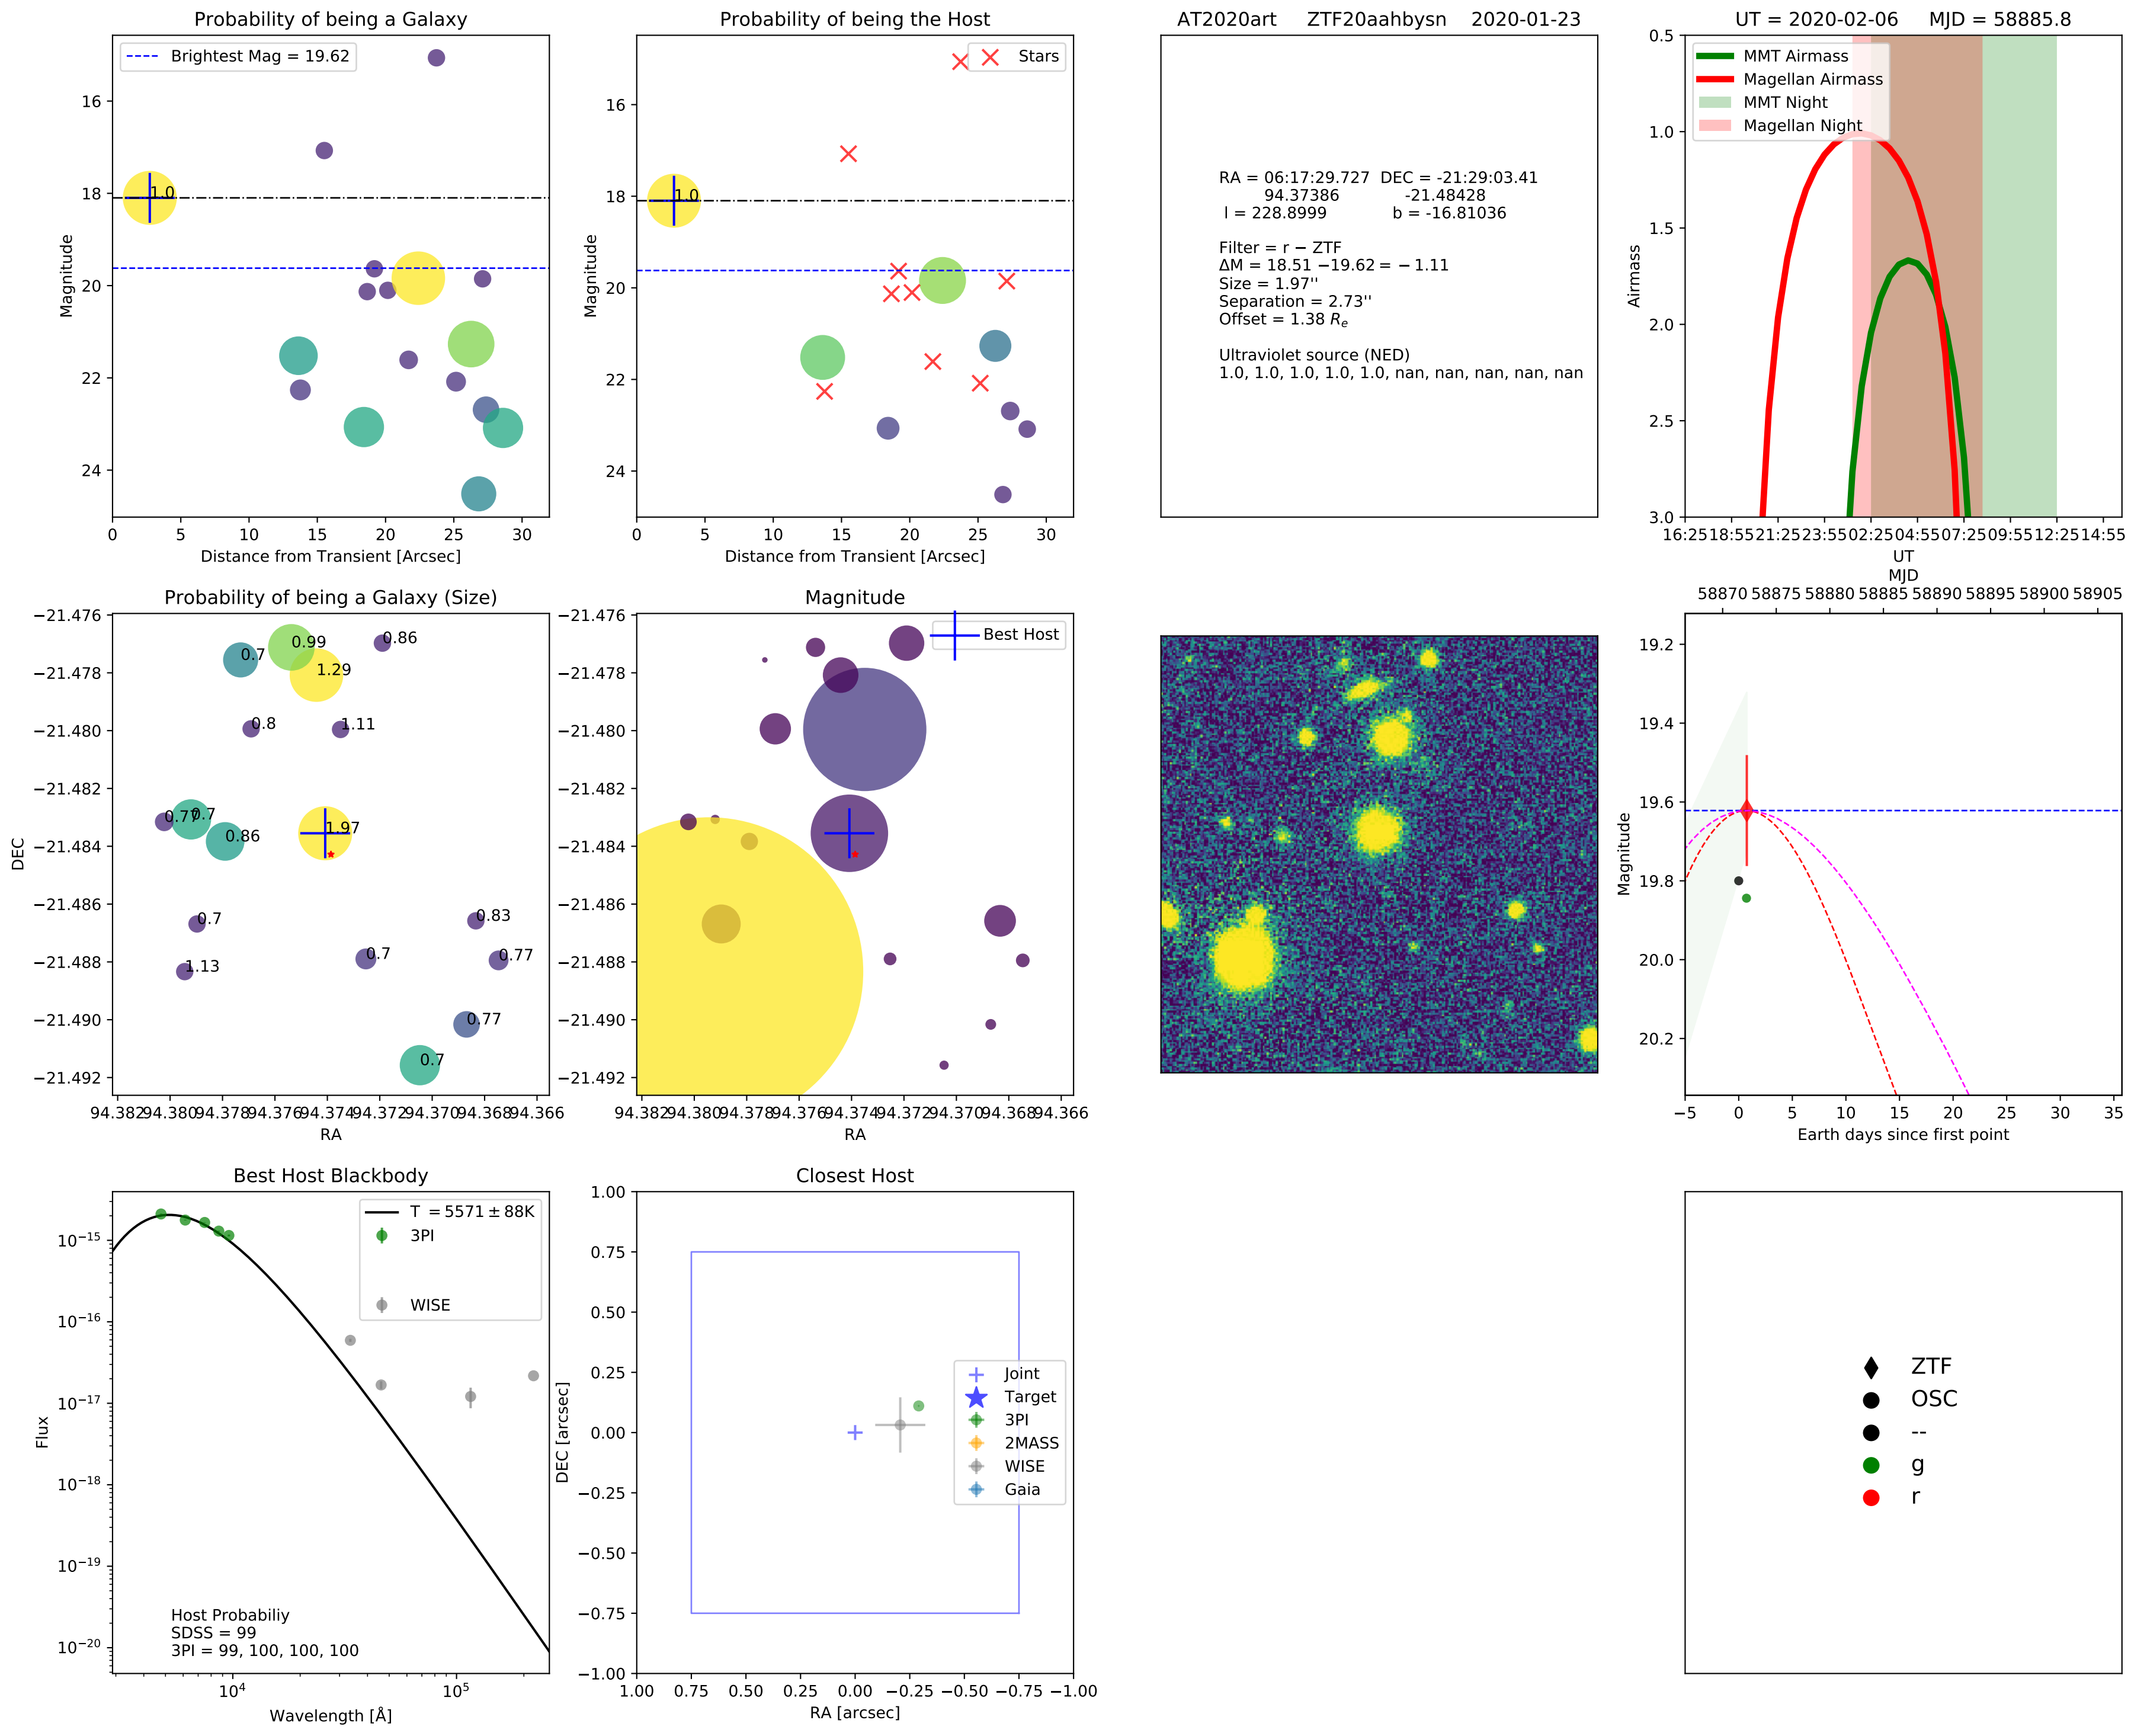 Probability of being a Galaxy
Brightest Mag = 19.62
1.0
16
18
20
22
24
Magnitude
0 5 10 15 20 25 30
Distance from Transient [Arcsec]
Probability of being the Host
Stars
1.0
16
18
20
22
24
Magnitude
0 5 10 15 20 25 30
Distance from Transient [Arcsec]
AT2020art ZTF20aahbysn 2020-01-23
RA = 06:17:29.727 DEC = -21:29:03.41
94.37386 -21.48428
l = 228.8999 b = -16.81036
Filter = r − ZTF
ΔM = 18.51 −19.62 = −1.11
Size = 1.97''
Separation = 2.73''
Offset = 1.38 Re
Ultraviolet source (NED)
1.0, 1.0, 1.0, 1.0, 1.0, nan, nan, nan, nan, nan
UT = 2020-02-06 MJD = 58885.8
MMT Airmass
Magellan Airmass
MMT Night
Magellan Night
0.5
1.0
1.5
2.0
2.5
3.0
Airmass
16:25 18:55 21:25 23:55 02:25 04:55 07:25 09:55 12:25 14:55
UT
Probability of being a Galaxy (Size)
0.7
0.99
1.29
0.86
0.8
1.11
0.77
0.7
0.86
1.97
0.7
1.13
0.7
0.83
0.77
0.77
0.7
−21.476
−21.478
−21.480
−21.482
−21.484
−21.486
−21.488
−21.490
−21.492
DEC
94.382 94.380 94.378 94.376 94.374 94.372 94.370 94.368 94.366
RA
Magnitude
Best Host
−21.476
−21.478
−21.480
−21.482
−21.484
−21.486
−21.488
−21.490
−21.492
94.382 94.380 94.378 94.376 94.374 94.372 94.370 94.368 94.366
RA
MJD
58870 58875 58880 58885 58890 58895 58900 58905
19.2
19.4
19.6
19.8
20.0
20.2
Magnitude
−5 0 5 10 15 20 25 30 35
Earth days since first point
Best Host Blackbody
T = 5571 ± 88K
3PI
WISE
10−15
10−16
10−17
10−18
10−19
10−20
Flux
Host Probabiliy
SDSS = 99
3PI = 99, 100, 100, 100
104 105
Wavelength [Å]
Closest Host
Joint
Target
3PI
2MASS
WISE
Gaia
1.00
0.75
0.50
0.25
0.00
−0.25
−0.50
−0.75
−1.00
DEC [arcsec]
1.00 0.75 0.50 0.25 0.00 −0.25 −0.50 −0.75 −1.00
RA [arcsec]
ZTF
OSC
--
g
r